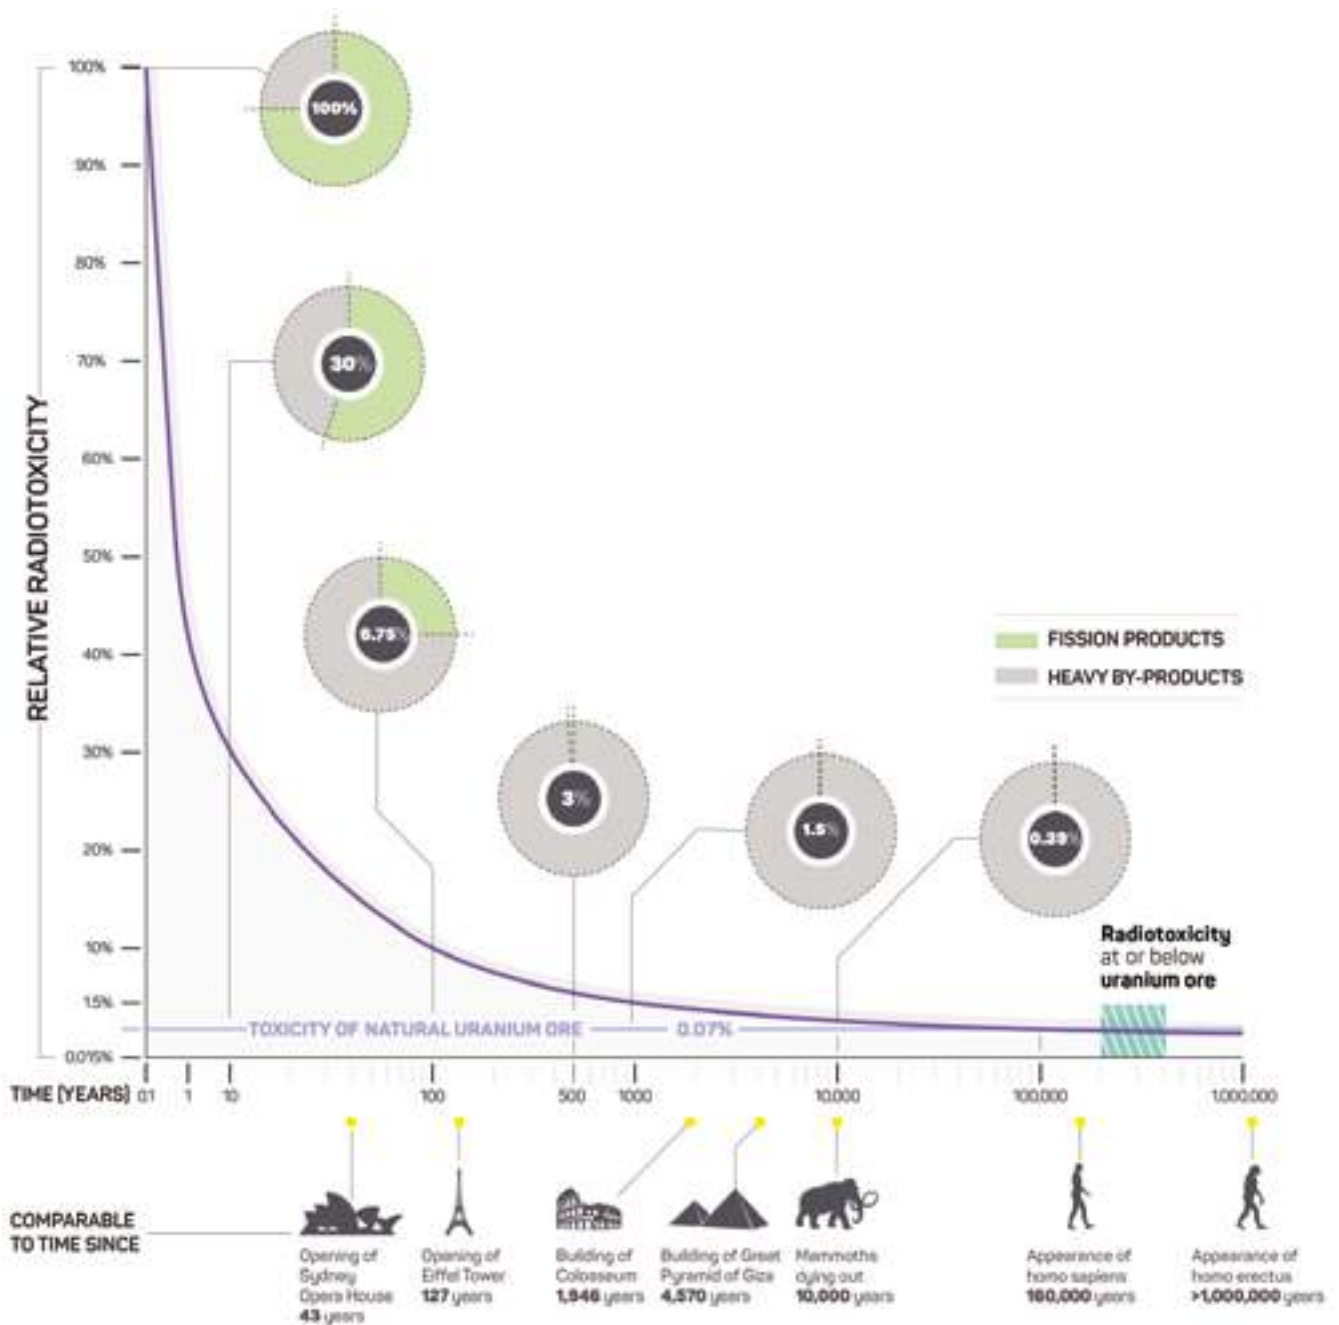 100%
90%
80%
70%
60%
50%
40%
30%
20%
10%
1.5%
0.015%
RELATIVE RADIOTOXICITY
100%
30%
6.75%
3%
1.5%
0.39%
FISSION PRODUCTS
HEAVY BY-PRODUCTS
Radiotoxicity
at or below
uranium ore
TOXICITY OF NATURAL URANIUM ORE 0.07%
TIME (YEARS) 0.1 1 10 100 500 1000 10,000 100,000 1,000,000
COMPARABLE
TO TIME SINCE
Opening of
Sydney
Opera House
43 years
Opening of
Eiffel Tower
127 years
Building of
Colosseum
1,946 years
Building of Great
Pyramid of Giza
4,570 years
Mammoths
dying out
10,000 years
Appearance of
homo sapiens
160,000 years
Appearance of
homo erectus
>1,000,000 years